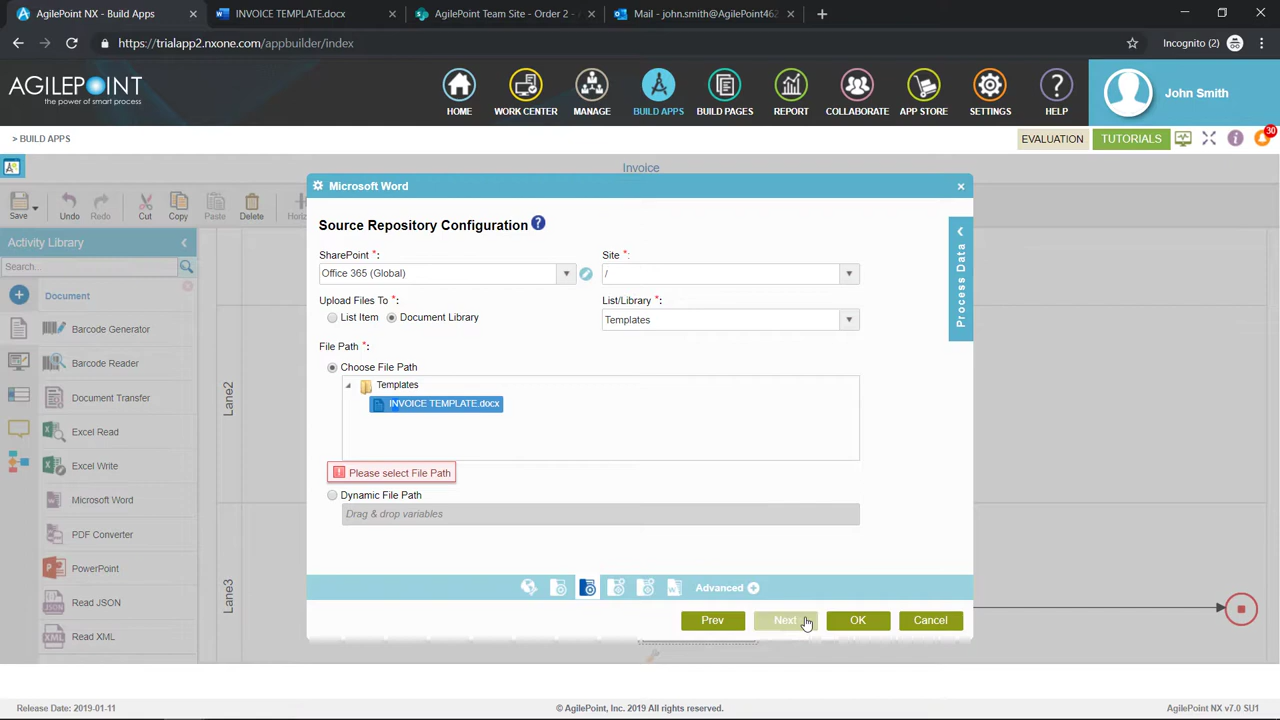 AgilePoint NX - Build Apps
INVOICE TEMPLATE.docx
AgilePoint Team Site - Order 2 - /
Mail - john.smith@AgilePoint462
https://trialapp2.nxone.com/appbuilder/index
Incognito (2)
AGILEPOINT
the power of smart process
HOME
WORK CENTER
MANAGE
BUILD APPS
BUILD PAGES
REPORT
COLLABORATE
APP STORE
SETTINGS
HELP
John Smith
> BUILD APPS
EVALUATION
TUTORIALS
30
Invoice
Save
Undo
Redo
Cut
Copy
Paste
Delete
Horiz
Activity Library
Search...
Document
Barcode Generator
Barcode Reader
Document Transfer
Excel Read
Excel Write
Microsoft Word
PDF Converter
PowerPoint
Read JSON
Read XML
Lane2
Lane3
Microsoft Word
Source Repository Configuration
SharePoint *:
Office 365 (Global)
Site *:
/
Upload Files To *:
List Item
Document Library
List/Library *:
Templates
File Path *:
Choose File Path
Templates
INVOICE TEMPLATE.docx
Please select File Path
Dynamic File Path
Drag & drop variables
Process Data
Advanced
Prev
Next
OK
Cancel
Release Date: 2019-01-11
© AgilePoint, Inc. 2019 All rights reserved.
AgilePoint NX v7.0 SU1